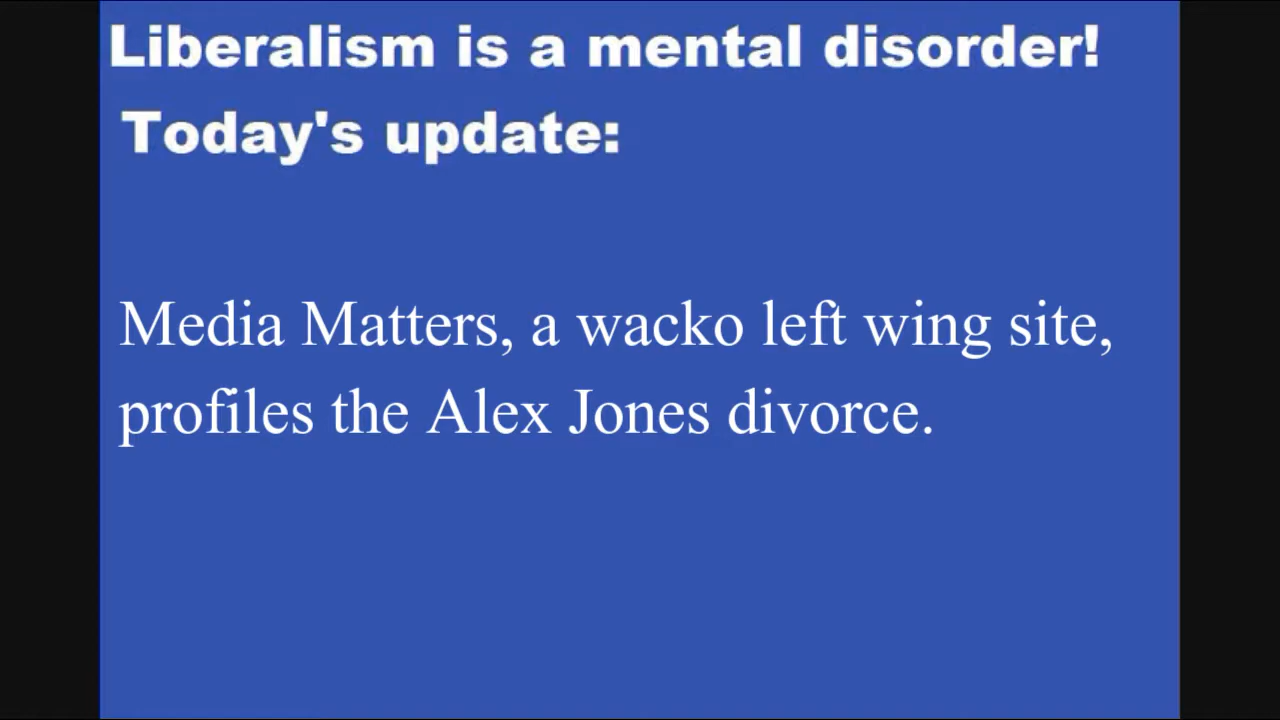 Liberalism is a mental disorder!
Today's update:
Media Matters, a wacko left wing site,
profiles the Alex Jones divorce.